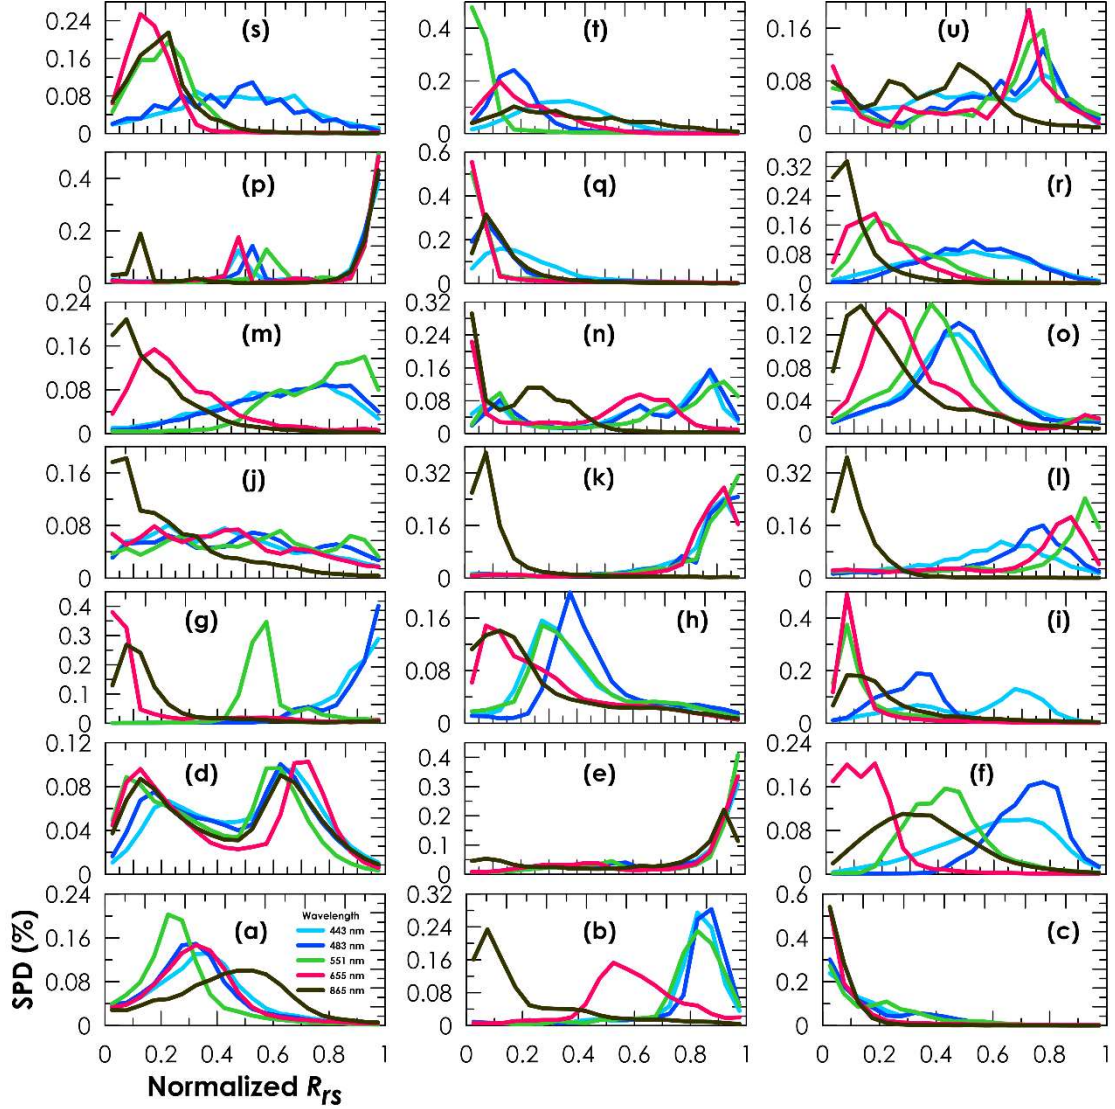 (s) (t) (u)
0.24 0.4 0.16
0.16 0.2 0.08
0.08
0 0 0
(p) (q) (r)
0.4 0.6 0.32
0.2 0.4 0.24
0.2 0.16
0.08
0 0 0
(m) (n) (o)
0.24 0.32 0.16
0.16 0.24 0.12
0.08 0.16 0.08
0.08 0.04
0 0 0
(j) (k) (l)
0.16 0.32 0.32
0.08 0.16 0.16
0 0 0
(g) (h) (i)
0.4 0.16 0.4
0.3 0.08 0.2
0.2
0.1
0 0 0
(d) (e) (f)
0.12 0.4 0.24
0.08 0.3 0.16
0.04 0.2 0.08
0.1
0 0 0
(a) (b) (c)
0.24 0.32 0.6
0.16 0.24 0.4
0.08 0.16 0.2
0.08
0 0 0
Wavelength
443 nm
483 nm
551 nm
655 nm
865 nm
SPD (%)
0 0.2 0.4 0.6 0.8 1 0 0.2 0.4 0.6 0.8 1 0 0.2 0.4 0.6 0.8 1
Normalized Rrs